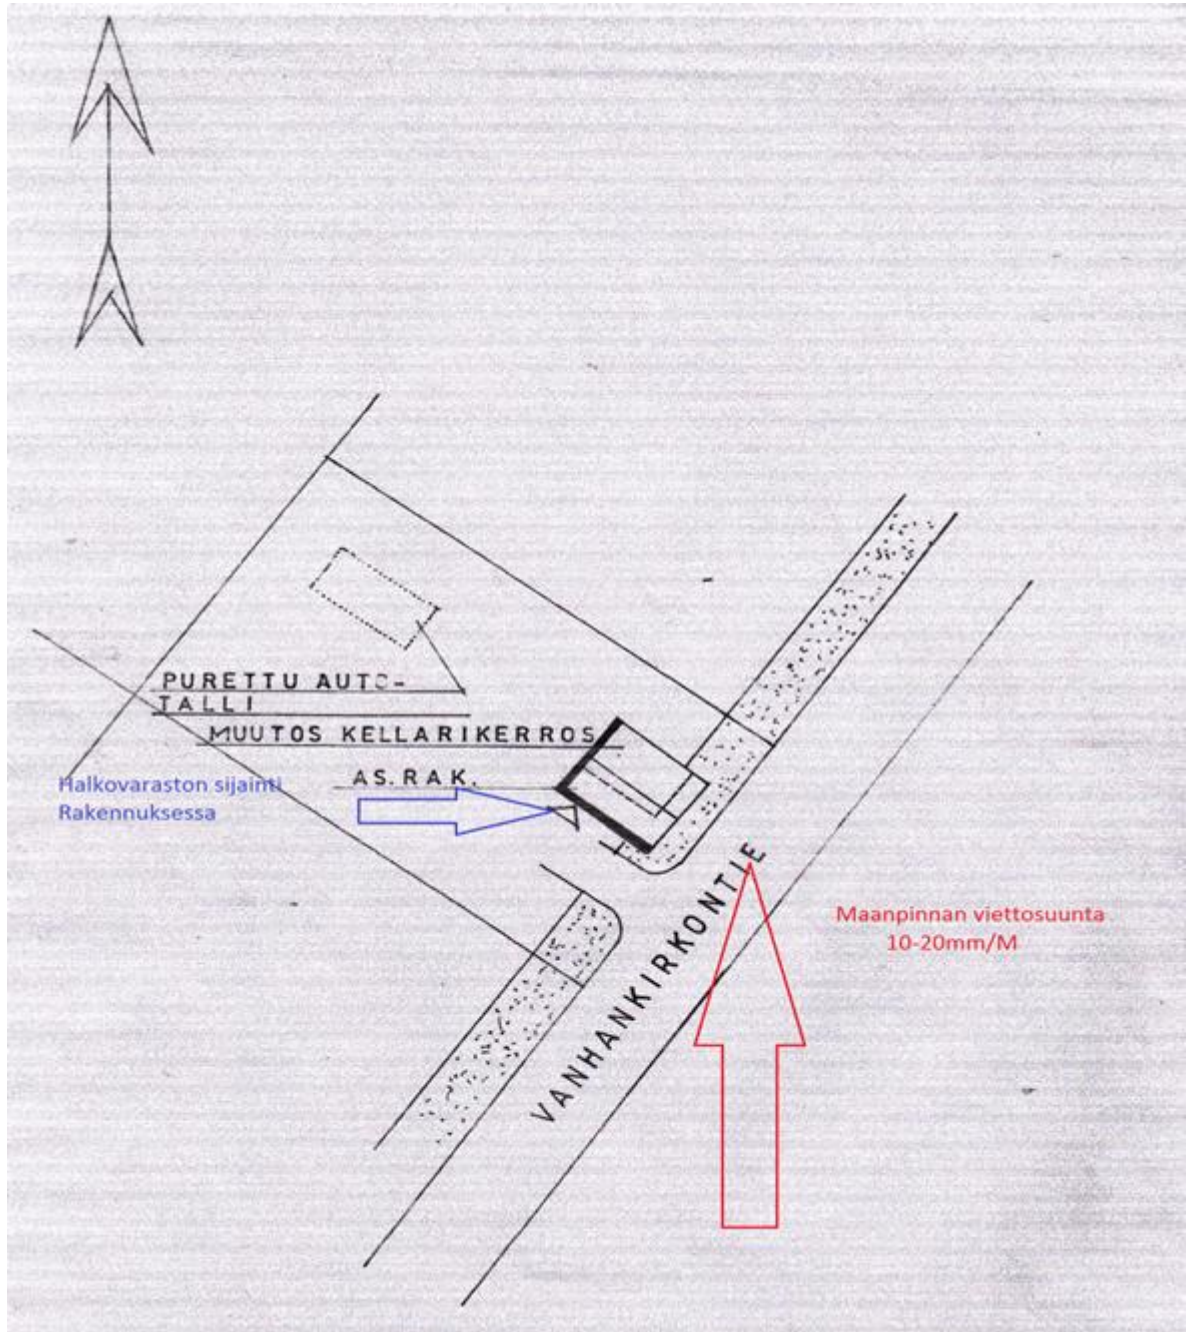 PURETTU AUTO-
TALLI
MUUTOS KELLARIKERROS
AS.RAK.
Halkovaraston sijainti
Rakennuksessa
VANHANKIRKONTIE
Maanpinnan viettosuunta
10-20mm/M